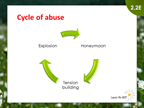 2.2E
Cycle of abuse
Explosion
Honeymoon
Tension
building